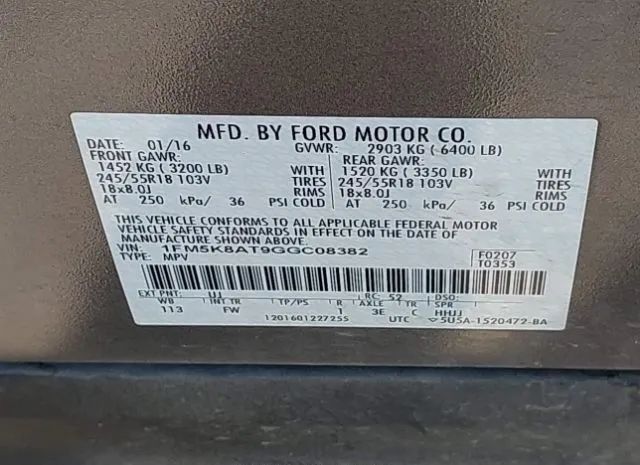 MFD. BY FORD MOTOR CO.
DATE: 01/16 GVWR: 2903 KG ( 6400 LB)
FRONT GAWR: REAR GAWR:
1452 KG ( 3200 LB) WITH 1520 KG ( 3350 LB) WITH
245/55R18 103V TIRES 245/55R18 103V TIRES
18x8.0J RIMS 18x8.0J RIMS
AT 250 kPa/ 36 PSI COLD AT 250 kPa/ 36 PSI COLD
THIS VEHICLE CONFORMS TO ALL APPLICABLE FEDERAL MOTOR
VEHICLE SAFETY STANDARDS IN EFFECT ON THE DATE OF
MANUFACTURE SHOWN ABOVE.
VIN: 1FM5K8AT9GGC08382 F0207
TYPE: MPV T0353
EXT PNT: UJ RC: 52 DSO:
WB INT TR TP/PS R AXLE TR SPR
113 FW 1 3E C HHJJ
1201601227255 UTC 5U5A-1520472-BA